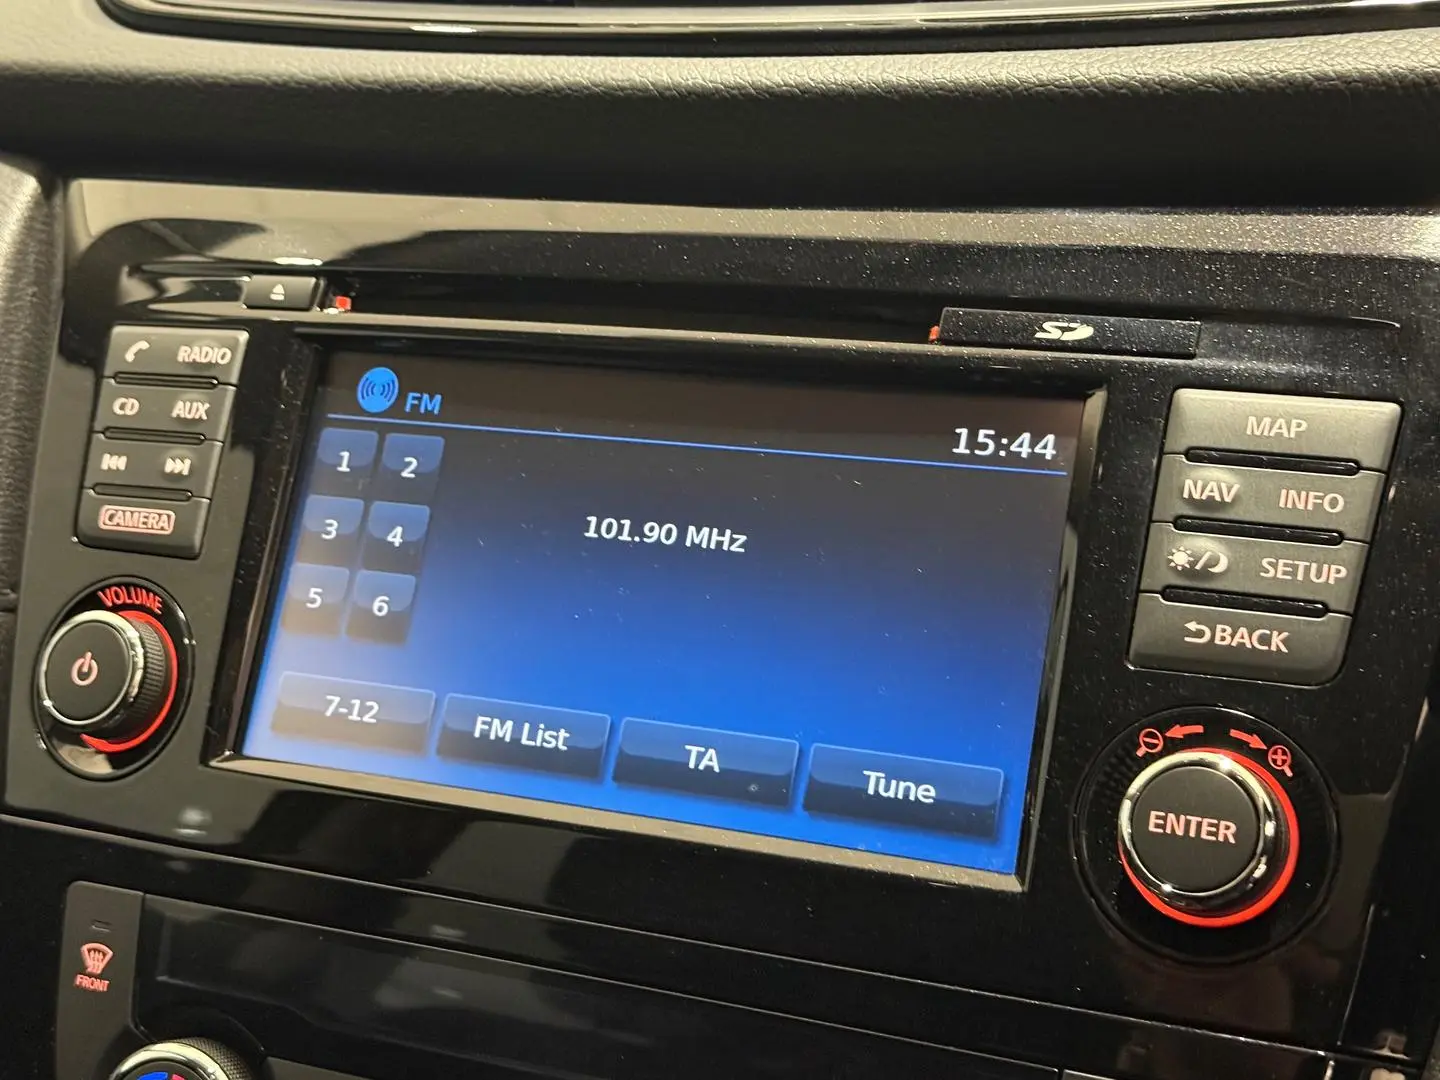 SD
RADIO
CD AUX
CAMERA
VOLUME
FM
15:44
1 2
3 4
5 6
101.90 MHz
7-12
FM List
TA
Tune
MAP
NAV INFO
SETUP
BACK
ENTER
FRONT